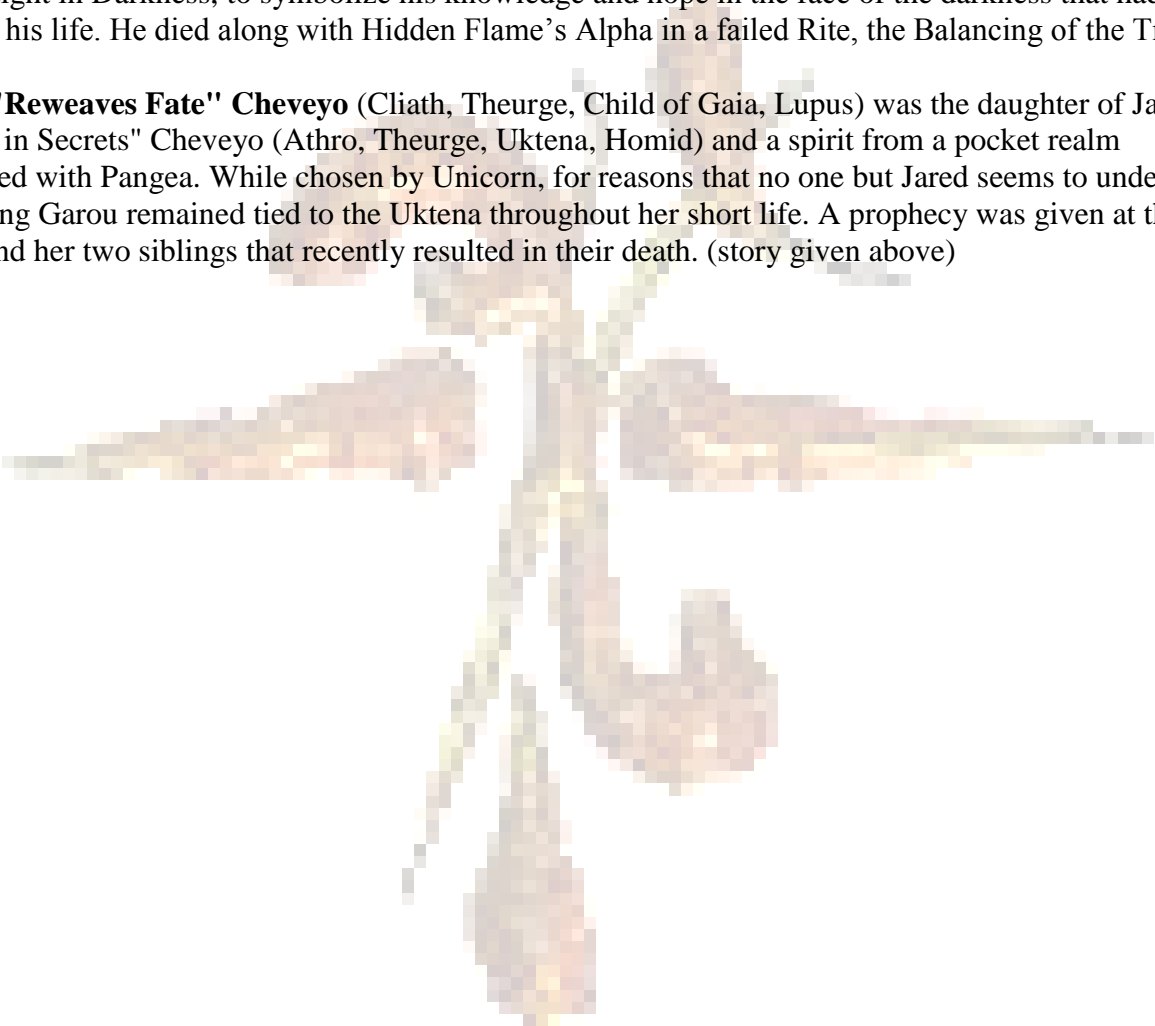 ight in Darkness, to symbolize his knowledge and hope in the face of the darkness that had
his life. He died along with Hidden Flame’s Alpha in a failed Rite, the Balancing of the
"Reweaves Fate" Cheveyo (Cliath, Theurge, Child of Gaia, Lupus) was the daughter of
in Secrets" Cheveyo (Athro, Theurge, Uktena, Homid) and a spirit from a pocket realm
ed with Pangea. While chosen by Unicorn, for reasons that no one but Jared seems to
ng Garou remained tied to the Uktena throughout her short life. A prophecy was given at
nd her two siblings that recently resulted in their death. (story given above)